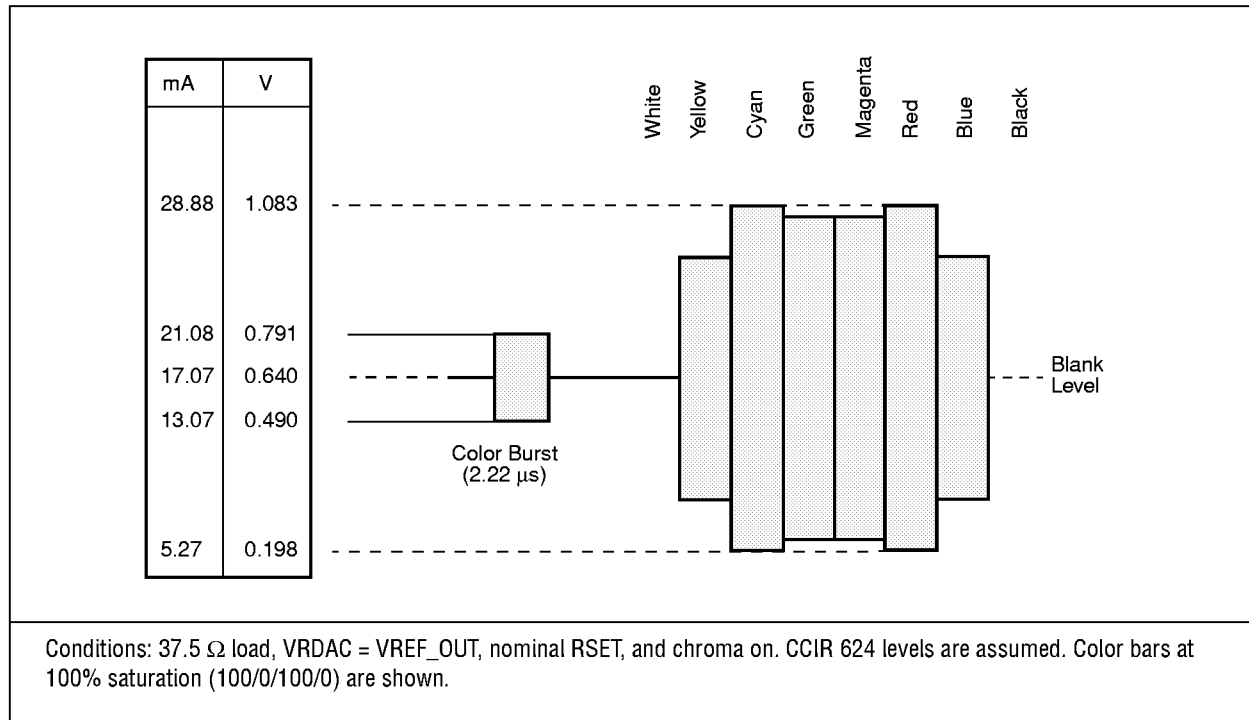 mA V
White
Yellow
Cyan
Green
Magenta
Red
Blue
Black
28.88 1.083
21.08 0.791
17.07 0.640
13.07 0.490
5.27 0.198
Blank
Level
Color Burst
(2.22 μs)
Conditions: 37.5 Ω load, VRDAC = VREF_OUT, nominal RSET, and chroma on. CCIR 624 levels are assumed. Color bars at
100% saturation (100/0/100/0) are shown.